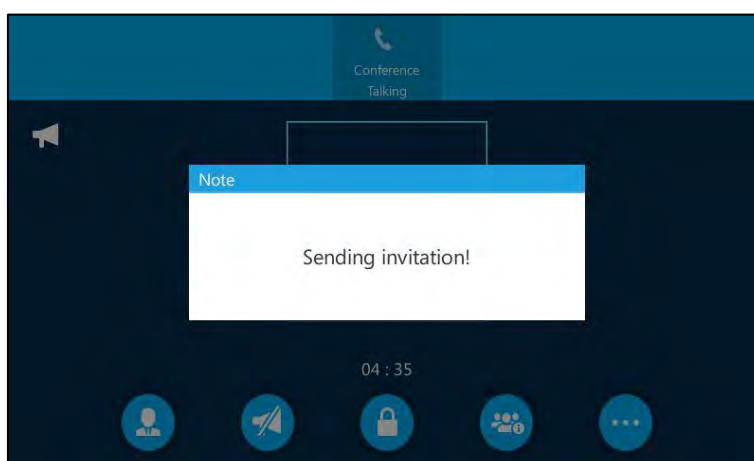 Conference
Talking
Note
Sending invitation!
04 : 35